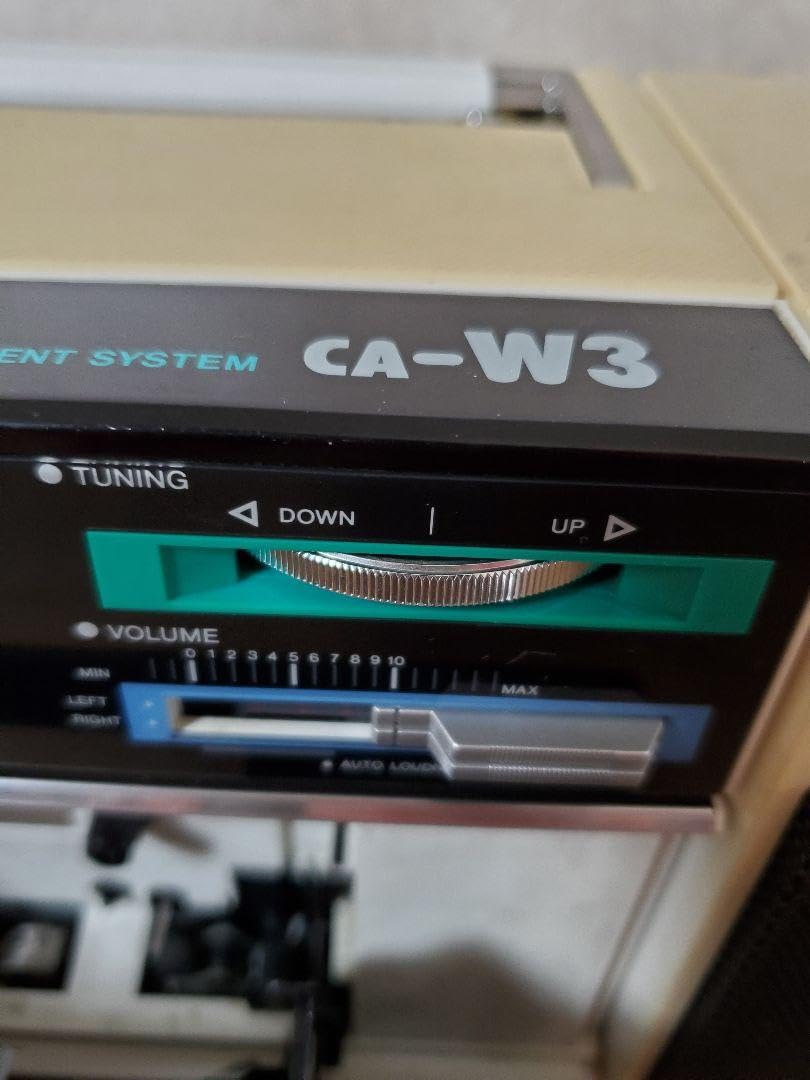 ENT SYSTEM CA-W3
TUNING
DOWN | UP
VOLUME
0 1 2 3 4 5 6 7 8 9 10
MIN MAX
LEFT
RIGHT
AUTO LOUD